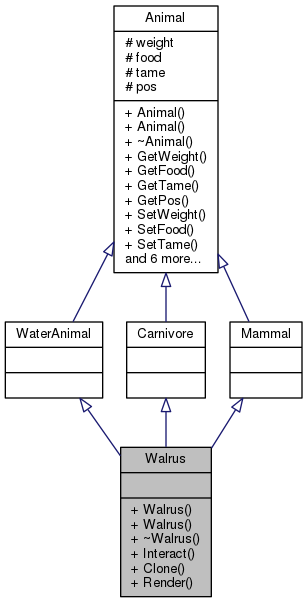 Animal
# weight
# food
# tame
# pos
+ Animal()
+ Animal()
+ ~Animal()
+ GetWeight()
+ GetFood()
+ GetTame()
+ GetPos()
+ SetWeight()
+ SetFood()
+ SetTame()
and 6 more...
WaterAnimal
Carnivore
Mammal
Walrus
+ Walrus()
+ Walrus()
+ ~Walrus()
+ Interact()
+ Clone()
+ Render()